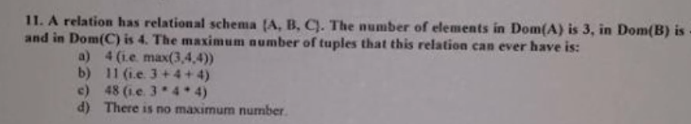 11. A relation has relational schema {A, B, C}. The number of elements in Dom(A) is 3, in Dom(B) is
and in Dom(C) is 4. The maximum number of tuples that this relation can ever have is:
a) 4 (i.e. max(3,4,4))
b) 11 (i.e. 3 + 4 + 4)
c) 48 (i.e. 3 * 4 * 4)
d) There is no maximum number.